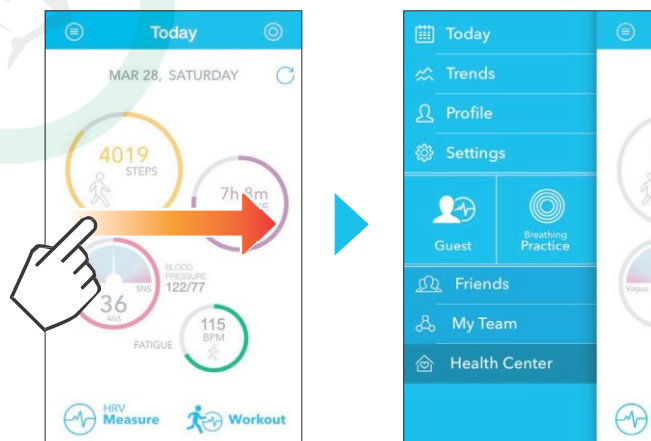 Today
MAR 28, SATURDAY
4019
STEPS
7h 8m
BLOOD
PRESSURE
122/77
SNS
36
ANS
115
BPM
FATIGUE
HRV
Measure
Workout
Today
Trends
Profile
Settings
Guest
Breathing
Practice
Friends
My Team
Health Center
Vagus